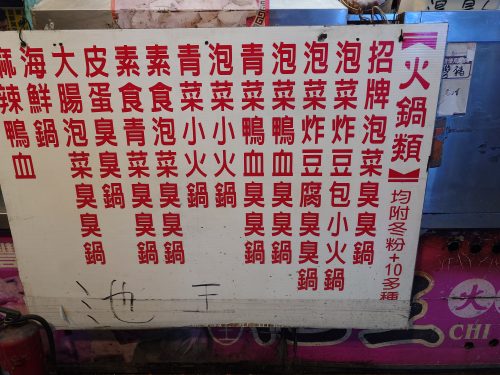 【火鍋類】均附冬粉+10多種
招牌泡菜臭臭鍋
泡菜炸豆包小火鍋
泡菜炸豆腐臭臭鍋
泡菜鴨血臭臭鍋
青菜鴨血臭臭鍋
泡菜小火鍋
青菜小火鍋
素食泡菜臭臭鍋
素食青菜臭臭鍋
皮蛋臭臭鍋
大腸泡菜臭臭鍋
海鮮鍋
麻辣鴨血
池 王
火
CHI